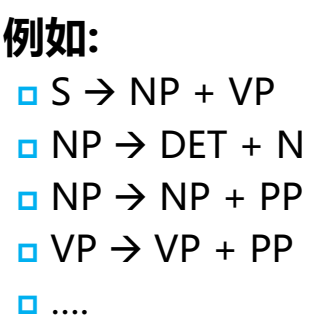 例如:
S → NP + VP
NP → DET + N
NP → NP + PP
VP → VP + PP
....